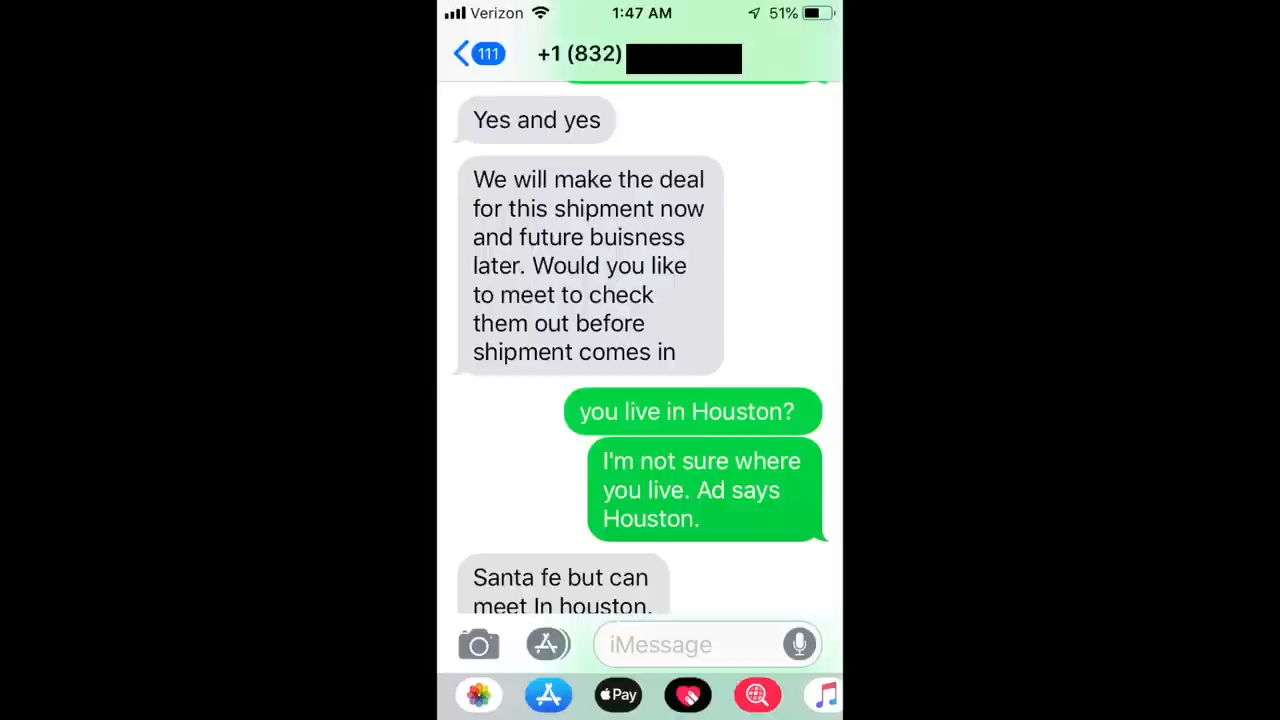 Verizon 1:47 AM 51%
111 +1 (832)
Yes and yes
We will make the deal
for this shipment now
and future buisness
later. Would you like
to meet to check
them out before
shipment comes in
you live in Houston?
I'm not sure where
you live. Ad says
Houston.
Santa fe but can
meet In houston.
iMessage
Pay